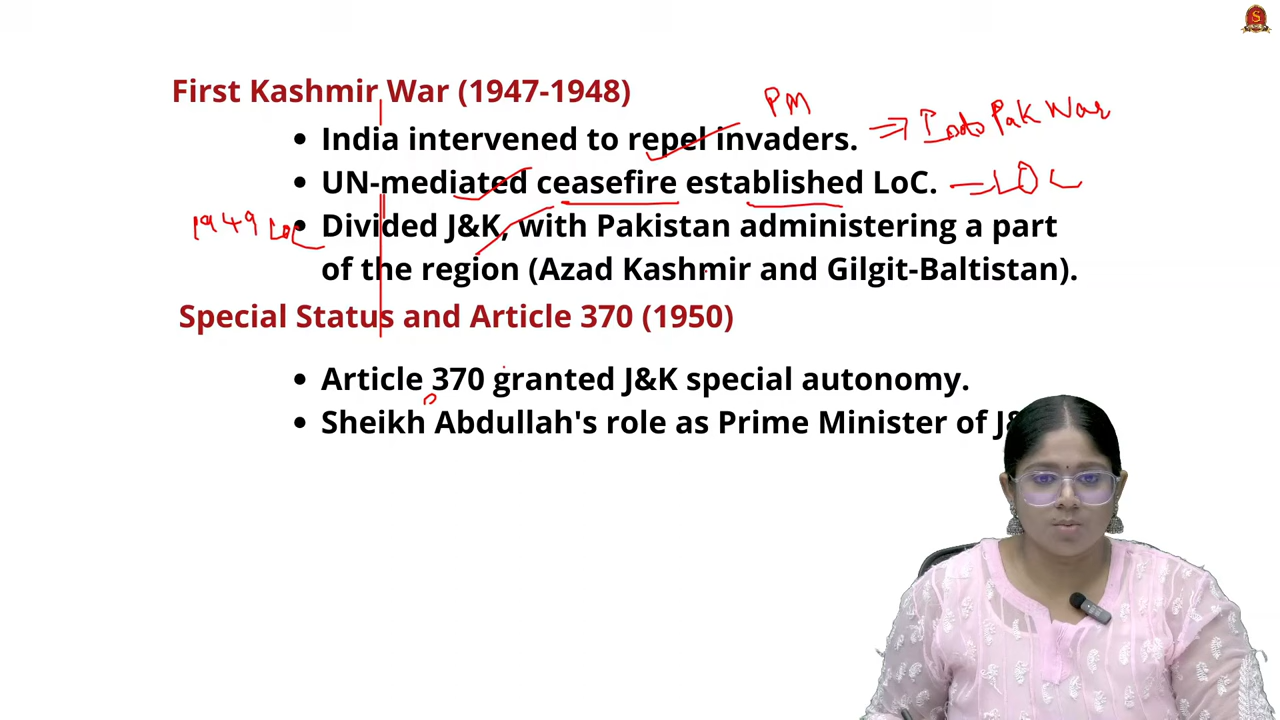 First Kashmir War (1947-1948)
PM
• India intervened to repel invaders. ⇒ Indo Pak War
• UN-mediated ceasefire established LoC. ⇒ LOC
1949 LoC
• Divided J&K, with Pakistan administering a part
of the region (Azad Kashmir and Gilgit-Baltistan).
Special Status and Article 370 (1950)
• Article 370 granted J&K special autonomy.
• Sheikh Abdullah's role as Prime Minister of J&